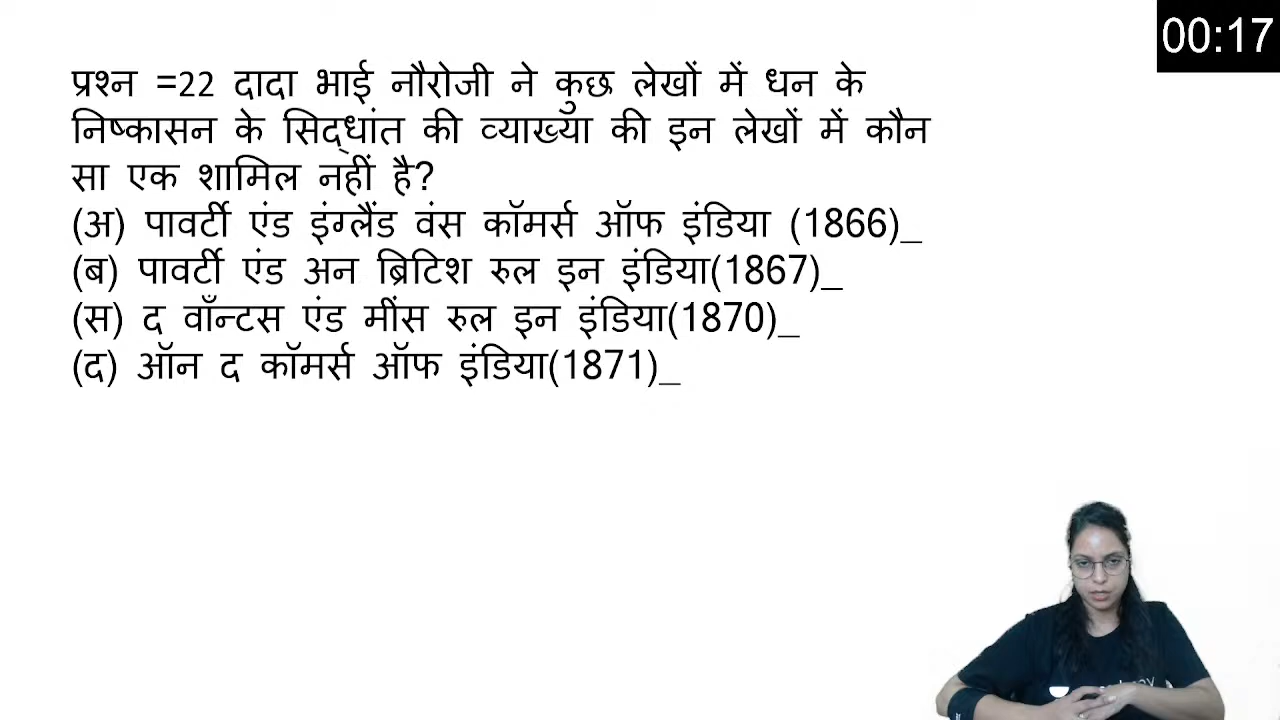 00:17
प्रश्न =22 दादा भाई नौरोजी ने कुछ लेखों में धन के
निष्कासन के सिद्धांत की व्याख्या की इन लेखों में कौन
सा एक शामिल नहीं है?
(अ) पावर्टी एंड इंग्लैंड वंस कॉमर्स ऑफ इंडिया (1866)_
(ब) पावर्टी एंड अन ब्रिटिश रुल इन इंडिया(1867)_
(स) द वाँन्टस एंड मींस रुल इन इंडिया(1870)_
(द) ऑन द कॉमर्स ऑफ इंडिया(1871)_